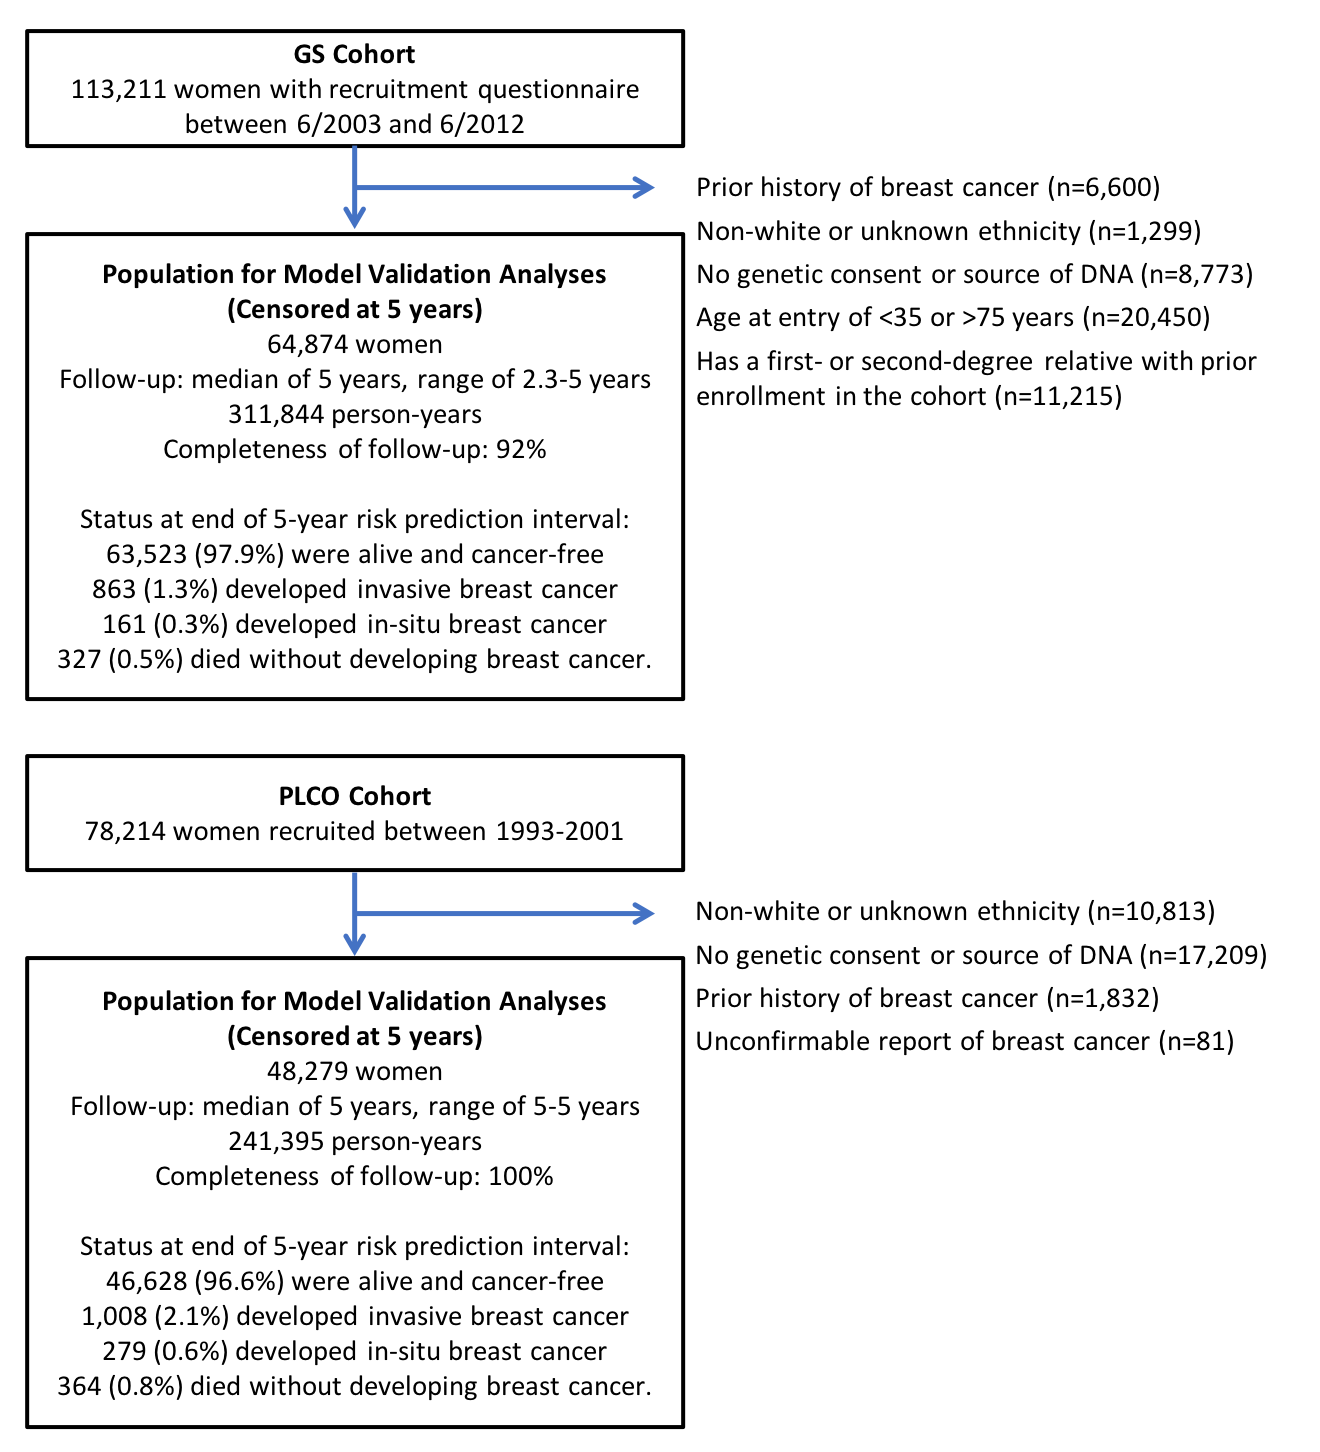 GS Cohort
113,211 women with recruitment questionnaire
between 6/2003 and 6/2012
Prior history of breast cancer (n=6,600)
Non-white or unknown ethnicity (n=1,299)
No genetic consent or source of DNA (n=8,773)
Age at entry of <35 or >75 years (n=20,450)
Has a first- or second-degree relative with prior
enrollment in the cohort (n=11,215)
Population for Model Validation Analyses
(Censored at 5 years)
64,874 women
Follow-up: median of 5 years, range of 2.3-5 years
311,844 person-years
Completeness of follow-up: 92%
Status at end of 5-year risk prediction interval:
63,523 (97.9%) were alive and cancer-free
863 (1.3%) developed invasive breast cancer
161 (0.3%) developed in-situ breast cancer
327 (0.5%) died without developing breast cancer.
PLCO Cohort
78,214 women recruited between 1993-2001
Non-white or unknown ethnicity (n=10,813)
No genetic consent or source of DNA (n=17,209)
Prior history of breast cancer (n=1,832)
Unconfirmable report of breast cancer (n=81)
Population for Model Validation Analyses
(Censored at 5 years)
48,279 women
Follow-up: median of 5 years, range of 5-5 years
241,395 person-years
Completeness of follow-up: 100%
Status at end of 5-year risk prediction interval:
46,628 (96.6%) were alive and cancer-free
1,008 (2.1%) developed invasive breast cancer
279 (0.6%) developed in-situ breast cancer
364 (0.8%) died without developing breast cancer.